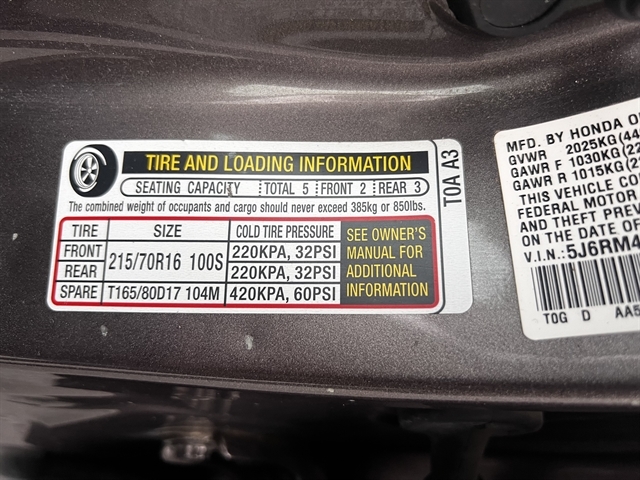 TIRE AND LOADING INFORMATION
SEATING CAPACITY TOTAL 5 FRONT 2 REAR 3
The combined weight of occupants and cargo should never exceed 385kg or 850lbs.
TIRE SIZE COLD TIRE PRESSURE
FRONT 215/70R16 100S 220KPA, 32PSI
REAR 220KPA, 32PSI
SPARE T165/80D17 104M 420KPA, 60PSI
SEE OWNER'S
MANUAL FOR
ADDITIONAL
INFORMATION
T0A A3
MFD. BY HONDA
GVWR 2025KG
GAWR F 1030KG
GAWR R 1015KG
THIS VEHICLE
FEDERAL MOTOR
AND THEFT
ON THE DATE OF
V.I.N.: 5J6RM4
T0G D